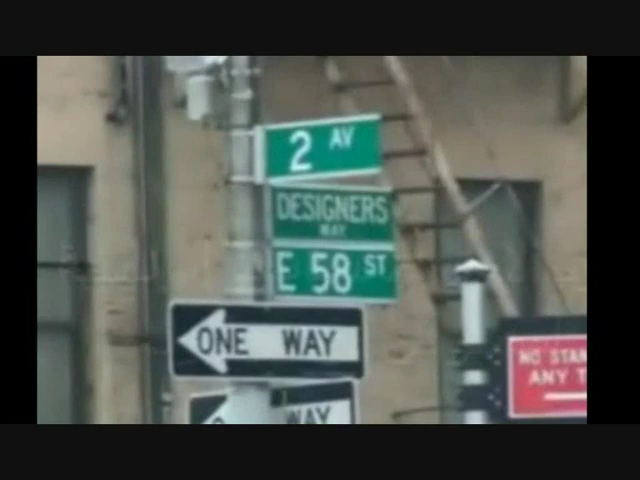 2 AV
DESIGNERS
WAY
E 58 ST
ONE WAY
WAY
NO STAN
ANY T